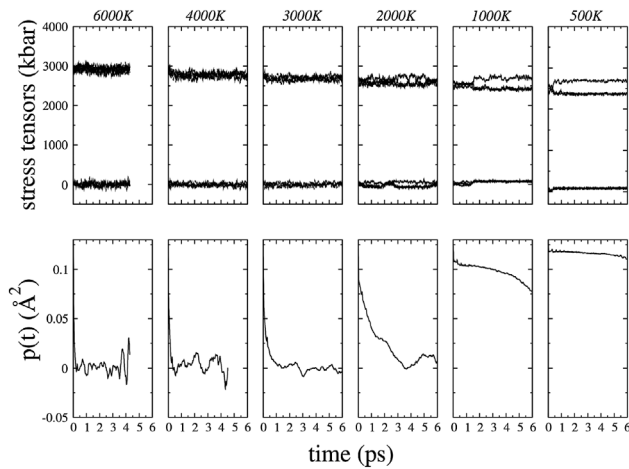 6000K 4000K 3000K 2000K 1000K 500K
4000
3000
2000
1000
0
stress tensors (kbar)
0.1
0.05
0
-0.05
p(t) (Å²)
0 1 2 3 4 5 6 0 1 2 3 4 5 6 0 1 2 3 4 5 6 0 1 2 3 4 5 6 0 1 2 3 4 5 6 0 1 2 3 4 5 6
time (ps)